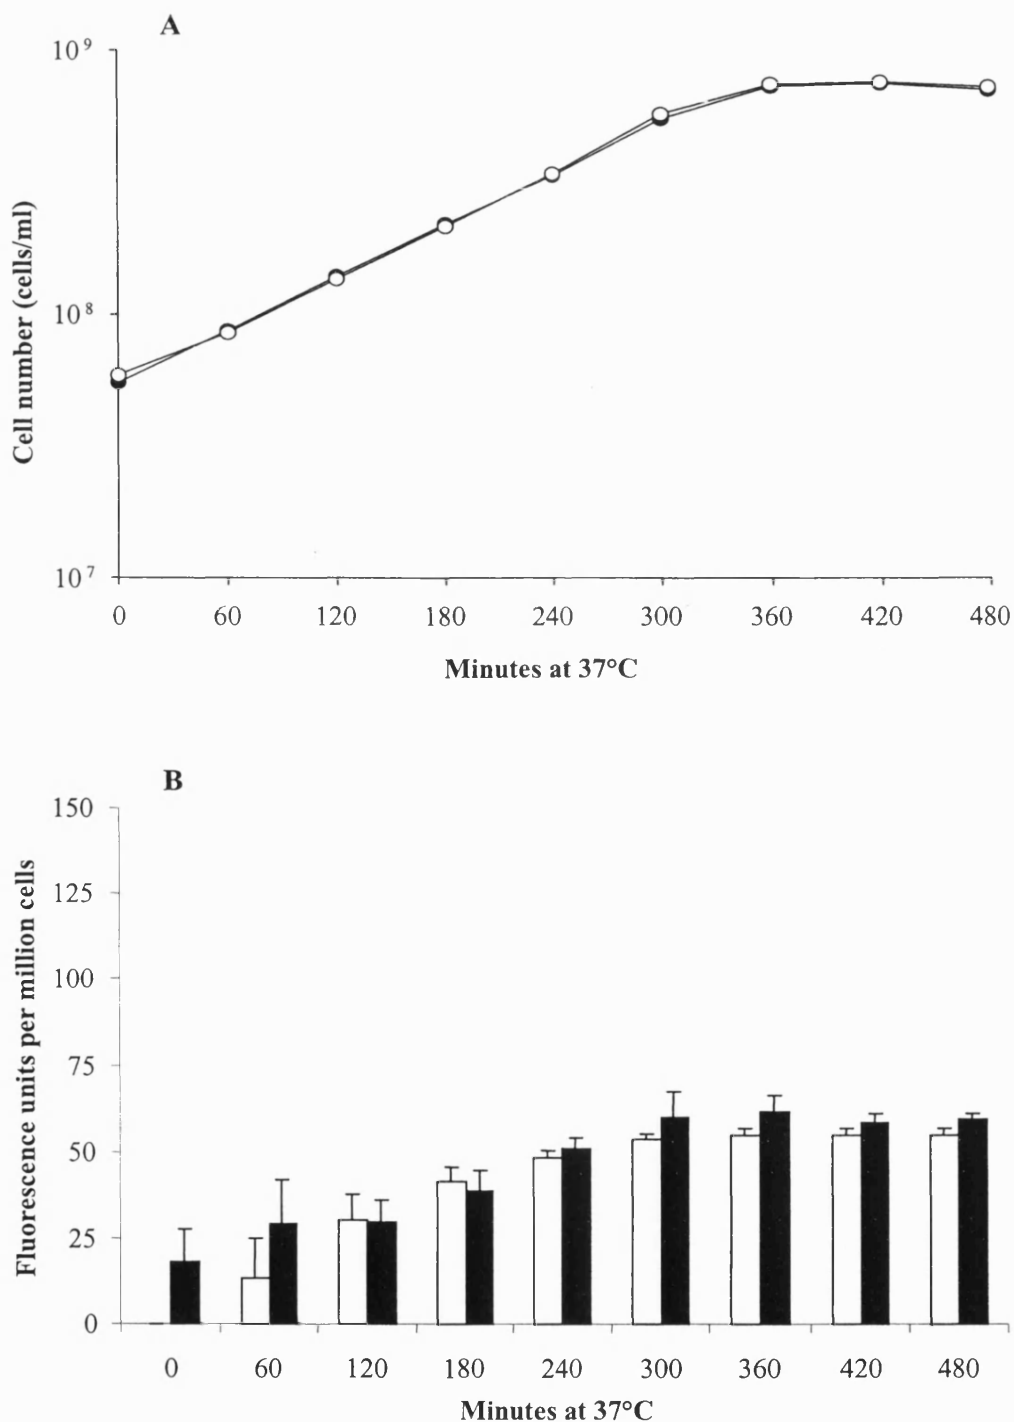 A
10⁹
10⁸
10⁷
Cell number (cells/ml)
0 60 120 180 240 300 360 420 480
Minutes at 37°C
B
150
125
100
75
50
25
0
Fluorescence units per million cells
0 60 120 180 240 300 360 420 480
Minutes at 37°C